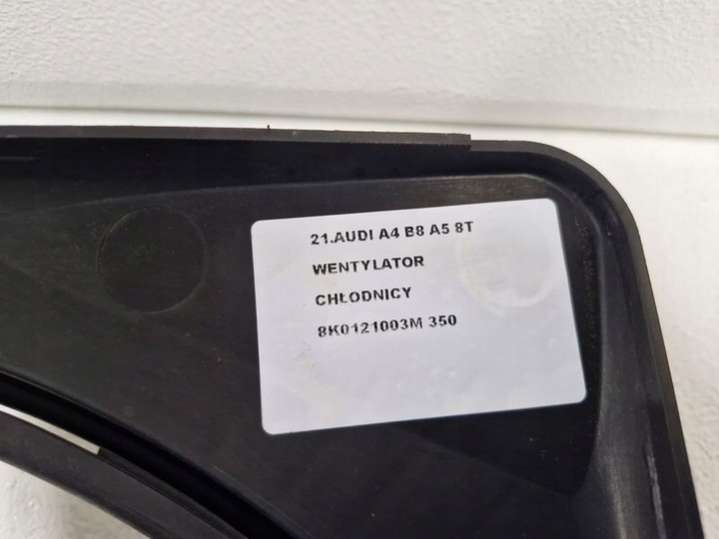 21.AUDI A4 B8 A5 8T
WENTYLATOR
CHŁODNICY
8K0121003M 350